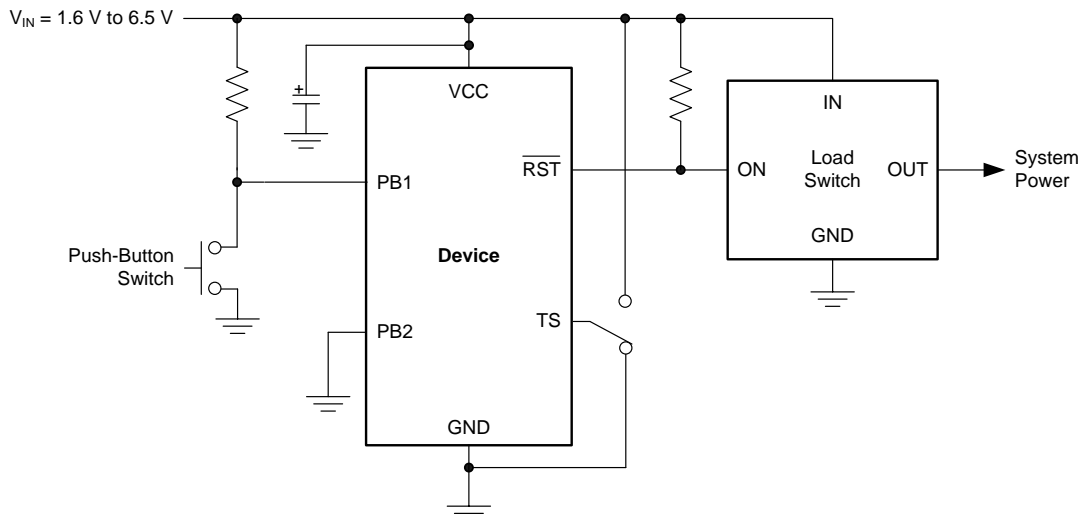 V_IN = 1.6 V to 6.5 V
VCC
IN
PB1
R̅S̅T̅
ON
Load
Switch
OUT
System
Power
GND
Push-Button
Switch
Device
PB2
TS
GND
+